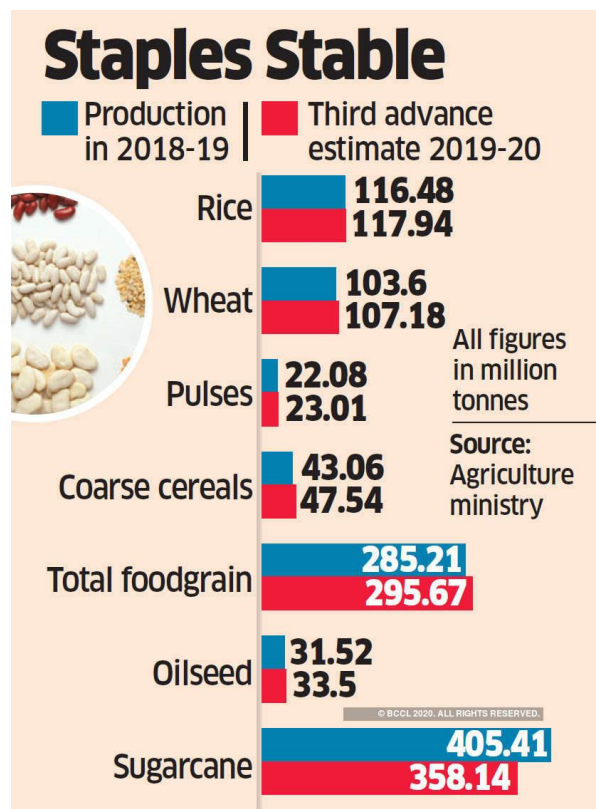 Staples Stable
Production
in 2018-19
Third advance
estimate 2019-20
Rice
116.48
117.94
Wheat
103.6
107.18
All figures
in million
tonnes
Pulses
22.08
23.01
Source:
Agriculture
ministry
Coarse cereals
43.06
47.54
Total foodgrain
285.21
295.67
Oilseed
31.52
33.5
© BCCL 2020. ALL RIGHTS RESERVED.
Sugarcane
405.41
358.14